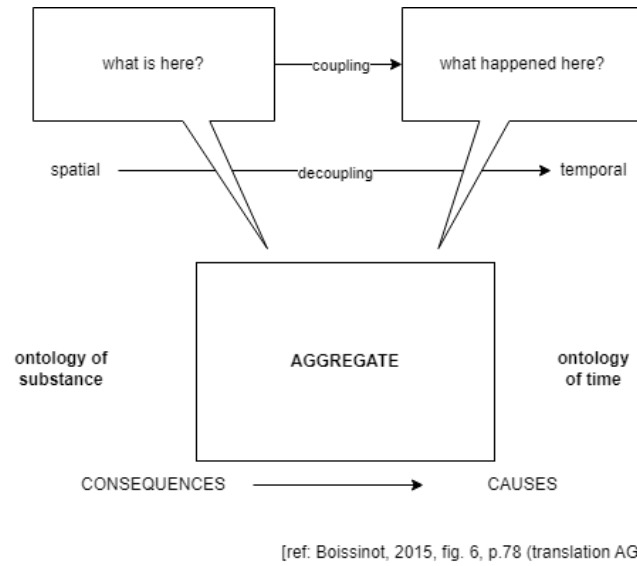 what is here?
coupling
what happened here?
spatial
decoupling
temporal
ontology of
substance
AGGREGATE
ontology
of time
CONSEQUENCES
CAUSES
[ref: Boissinot, 2015, fig. 6, p.78 (translation AG